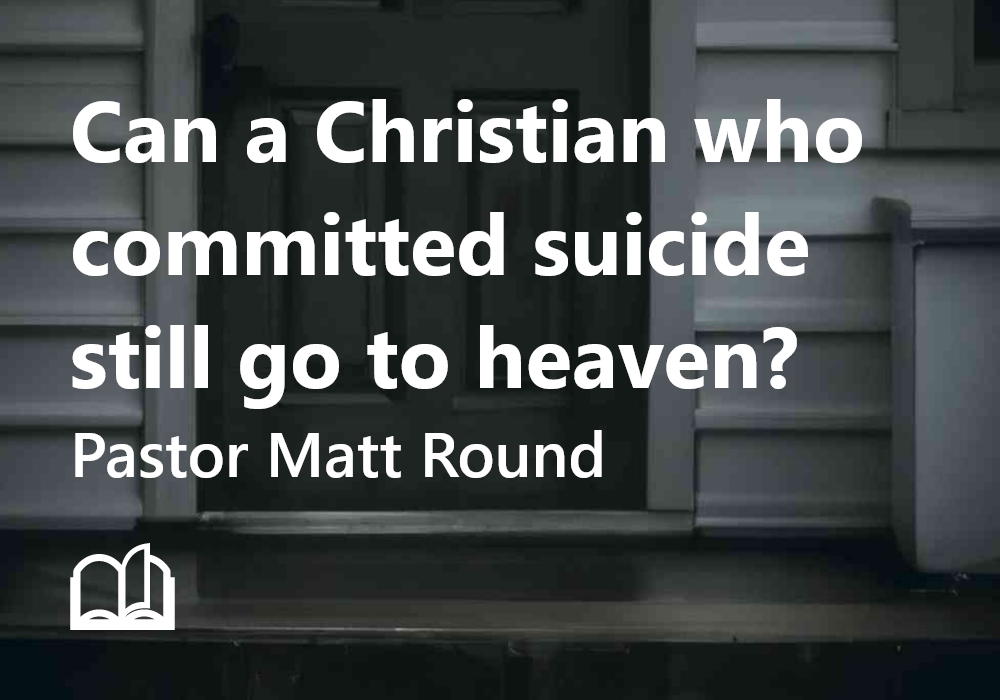 Can a Christian who
committed suicide
still go to heaven?
Pastor Matt Round